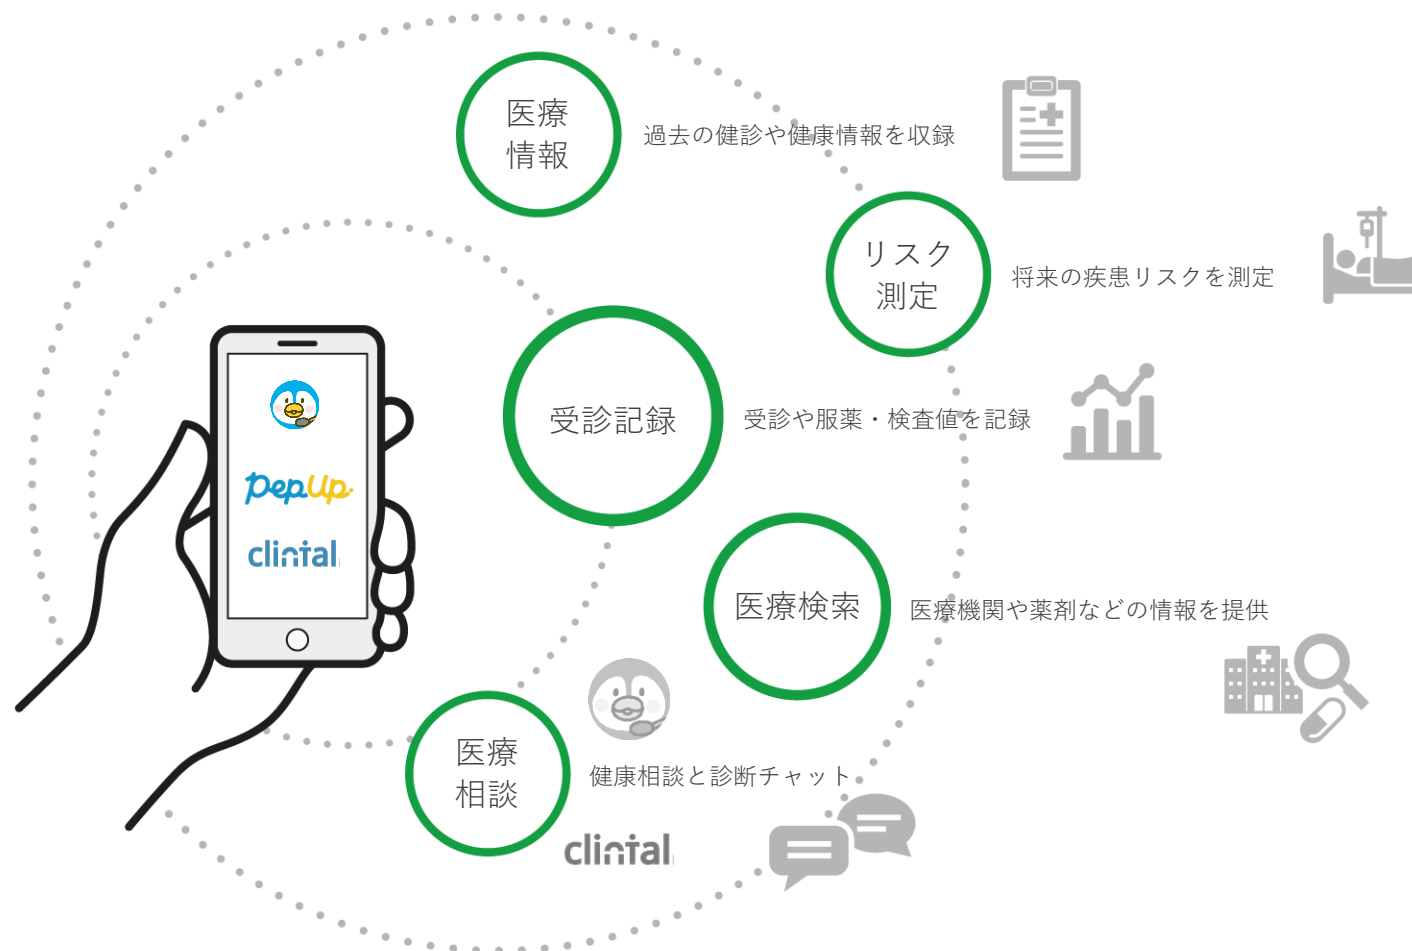 医療
情報
過去の健診や健康情報を収録
リスク
測定
将来の疾患リスクを測定
受診記録
受診や服薬・検査値を記録
PepUp
clintal
医療検索
医療機関や薬剤などの情報を提供
医療
相談
健康相談と診断チャット
clintal